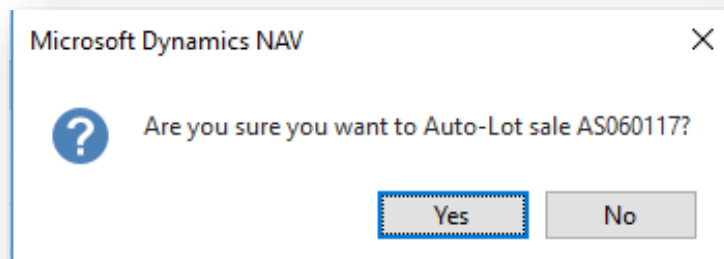 Microsoft Dynamics NAV
Are you sure you want to Auto-Lot sale AS060117?
Yes
No